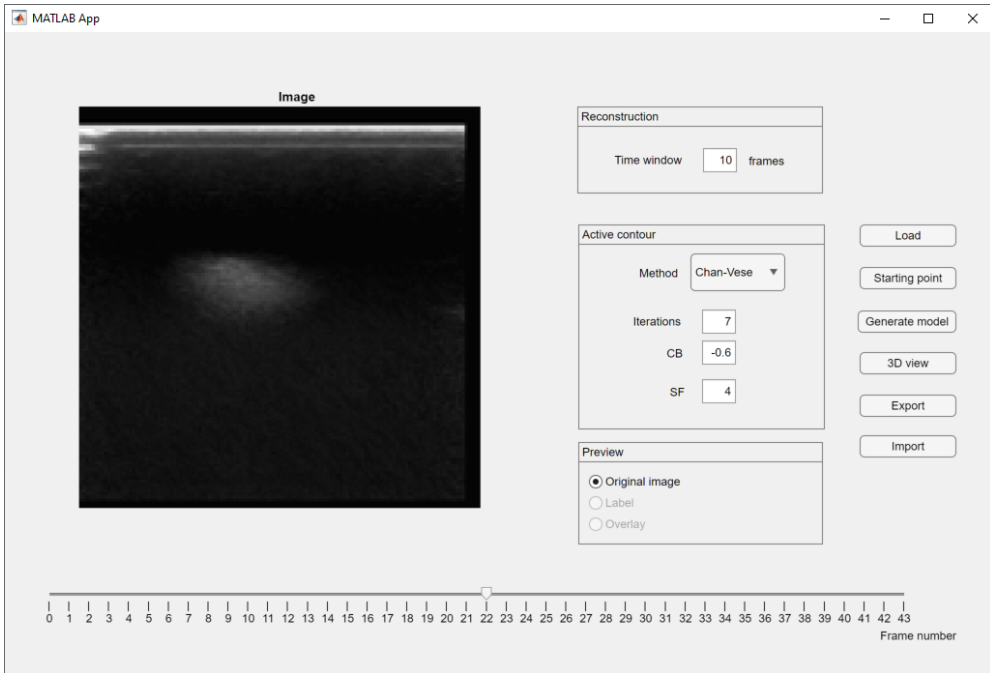 MATLAB App
Image
Reconstruction
Time window 10 frames
Active contour
Method Chan-Vese
Iterations 7
CB -0.6
SF 4
Preview
Original image
Label
Overlay
Load
Starting point
Generate model
3D view
Export
Import
0 1 2 3 4 5 6 7 8 9 10 11 12 13 14 15 16 17 18 19 20 21 22 23 24 25 26 27 28 29 30 31 32 33 34 35 36 37 38 39 40 41 42 43
Frame number